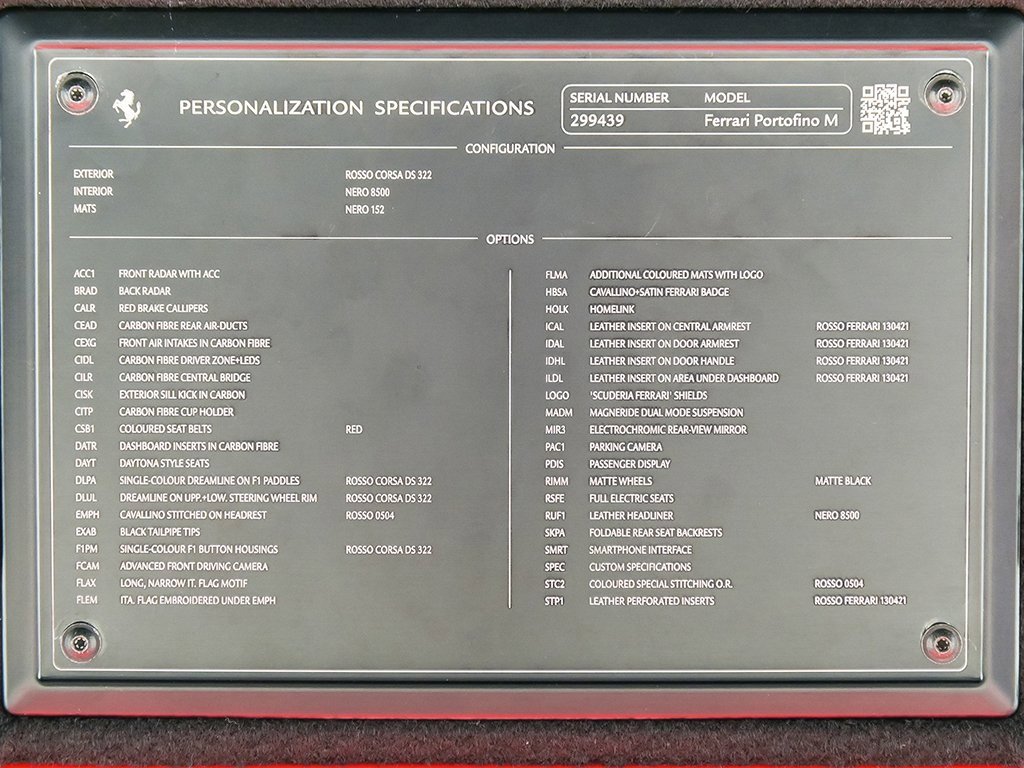 PERSONALIZATION SPECIFICATIONS
SERIAL NUMBER MODEL
299439 Ferrari Portofino M
CONFIGURATION
EXTERIOR ROSSO CORSA DS 322
INTERIOR NERO 8500
MATS NERO 152
OPTIONS
ACC1 FRONT RADAR WITH ACC
BRAD BACK RADAR
CALR RED BRAKE CALLIPERS
CEAD CARBON FIBRE REAR AIR-DUCTS
CEXG FRONT AIR INTAKES IN CARBON FIBRE
CIDL CARBON FIBRE DRIVER ZONE+LEDS
CILR CARBON FIBRE CENTRAL BRIDGE
CISK EXTERIOR SILL KICK IN CARBON
CITP CARBON FIBRE CUP HOLDER
CSB1 COLOURED SEAT BELTS RED
DATR DASHBOARD INSERTS IN CARBON FIBRE
DAYT DAYTONA STYLE SEATS
DLPA SINGLE-COLOUR DREAMLINE ON F1 PADDLES ROSSO CORSA DS 322
DLUL DREAMLINE ON UPP.+LOW. STEERING WHEEL RIM ROSSO CORSA DS 322
EMPH CAVALLINO STITCHED ON HEADREST ROSSO 0504
EXAB BLACK TAILPIPE TIPS
F1PM SINGLE-COLOUR F1 BUTTON HOUSINGS ROSSO CORSA DS 322
FCAM ADVANCED FRONT DRIVING CAMERA
FLAX LONG, NARROW IT. FLAG MOTIF
FLEM ITA. FLAG EMBROIDERED UNDER EMPH
FLMA ADDITIONAL COLOURED MATS WITH LOGO
HBSA CAVALLINO+SATIN FERRARI BADGE
HOLK HOMELINK
ICAL LEATHER INSERT ON CENTRAL ARMREST ROSSO FERRARI 130421
IDAL LEATHER INSERT ON DOOR ARMREST ROSSO FERRARI 130421
IDHL LEATHER INSERT ON DOOR HANDLE ROSSO FERRARI 130421
ILDL LEATHER INSERT ON AREA UNDER DASHBOARD ROSSO FERRARI 130421
LOGO 'SCUDERIA FERRARI' SHIELDS
MADM MAGNERIDE DUAL MODE SUSPENSION
MIR3 ELECTROCHROMIC REAR-VIEW MIRROR
PAC1 PARKING CAMERA
PDIS PASSENGER DISPLAY
RIMM MATTE WHEELS MATTE BLACK
RSFE FULL ELECTRIC SEATS
RUF1 LEATHER HEADLINER NERO 8500
SKPA FOLDABLE REAR SEAT BACKRESTS
SMRT SMARTPHONE INTERFACE
SPEC CUSTOM SPECIFICATIONS
STC2 COLOURED SPECIAL STITCHING O.R. ROSSO 0504
STP1 LEATHER PERFORATED INSERTS ROSSO FERRARI 130421